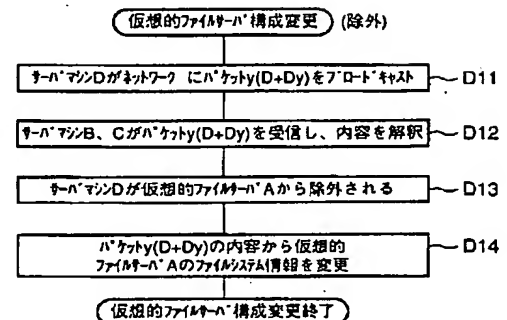 仮想的ファイルサーバ構成変更 (除外)
サーバマシンDがネットワーク にパケットy(D+Dy)をブロードキャスト D11
サーバマシンB、Cがパケットy(D+Dy)を受信し、内容を解釈 D12
サーバマシンDが仮想的ファイルサーバAから除外される D13
パケットy(D+Dy)の内容から仮想的
ファイルサーバAのファイルシステム情報を変更 D14
仮想的ファイルサーバ構成変更終了